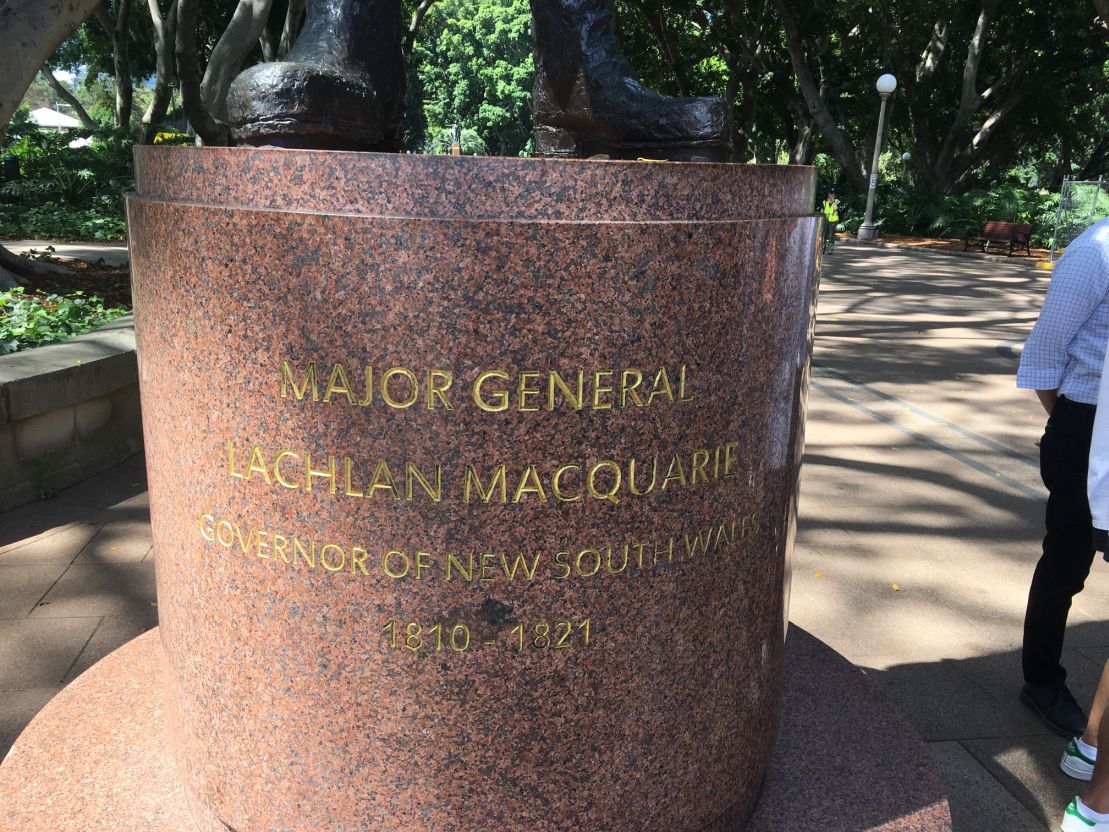 MAJOR GENERAL
LACHLAN MACQUARIE
GOVERNOR OF NEW SOUTH WALES
1810 - 1821